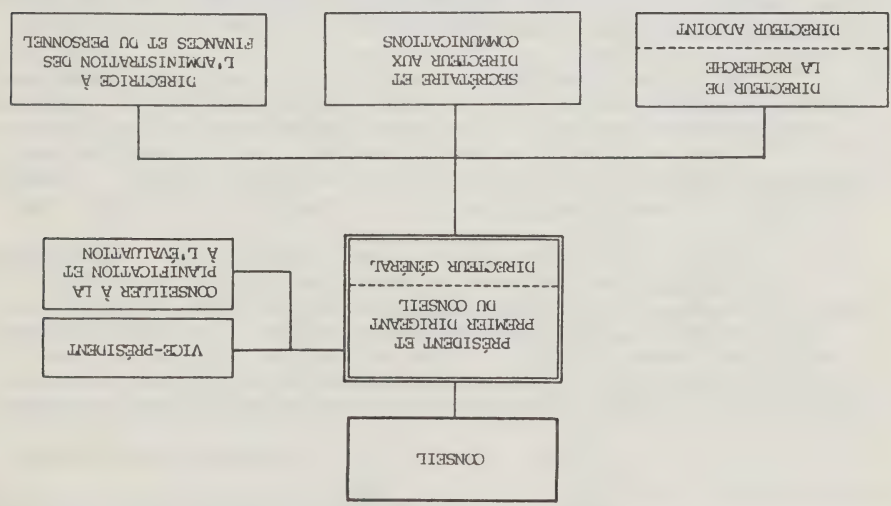 CONSEIL
PRÉSIDENT ET
PREMIER DIRIGEANT
DU CONSEIL
DIRECTEUR GÉNÉRAL
VICE-PRÉSIDENT
CONSEILLER À LA
PLANIFICATION ET
À L'ÉVALUATION
DIRECTEUR DE
LA RECHERCHE
DIRECTEUR ADJOINT
SECRÉTAIRE ET
DIRECTEUR AUX
COMMUNICATIONS
DIRECTRICE À
L'ADMINISTRATION DES
FINANCES ET DU PERSONNEL